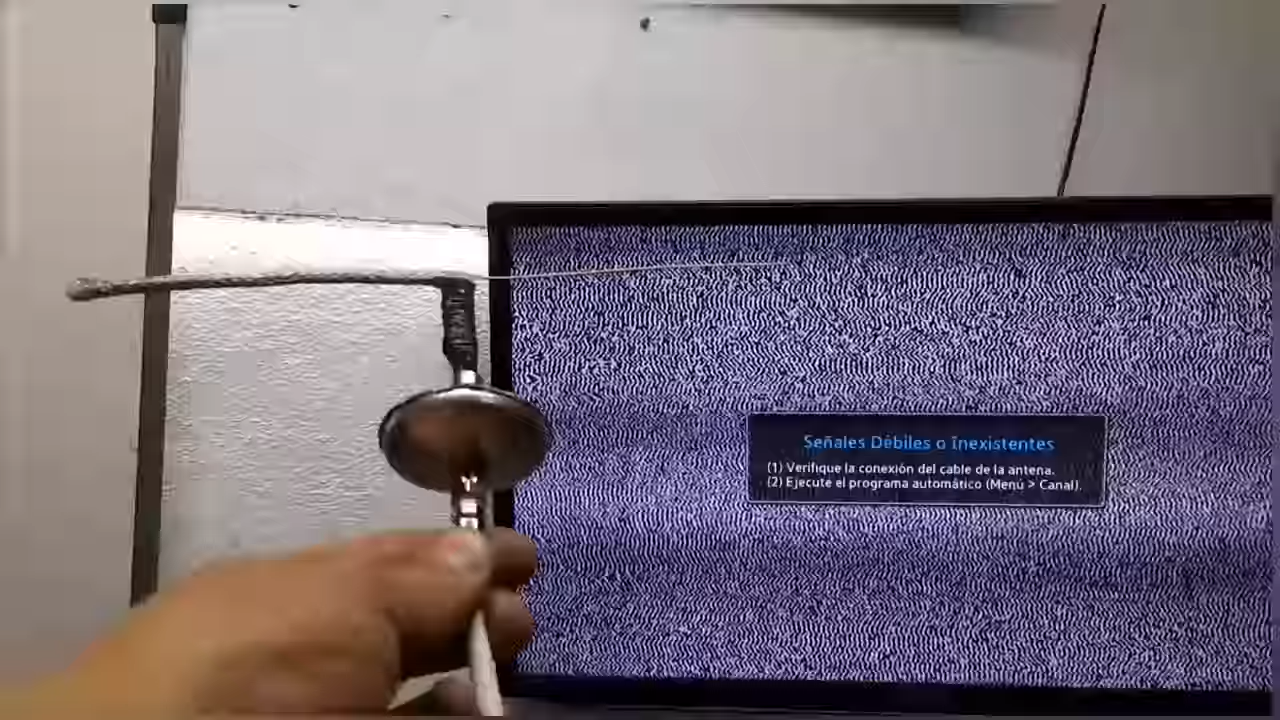 Señales Débiles o Inexistentes
(1) Verifique la conexión del cable de la antena.
(2) Ejecute el programa automático (Menú > Canal).